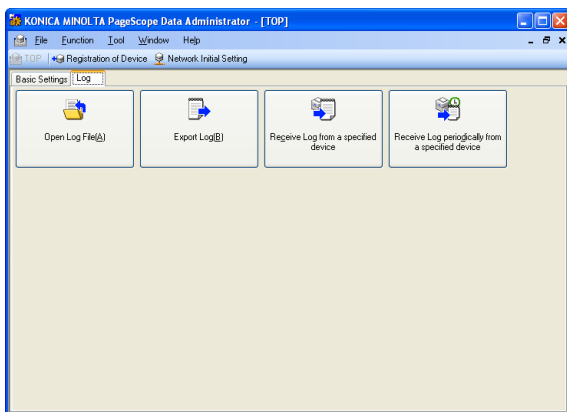 KONICA MINOLTA PageScope Data Administrator - [TOP]
File Function Tool Window Help
TOP Registration of Device Network Initial Setting
Basic Settings Log
Open Log File(A) Export Log(B) Receive Log from a specified device Receive Log periodically from a specified device